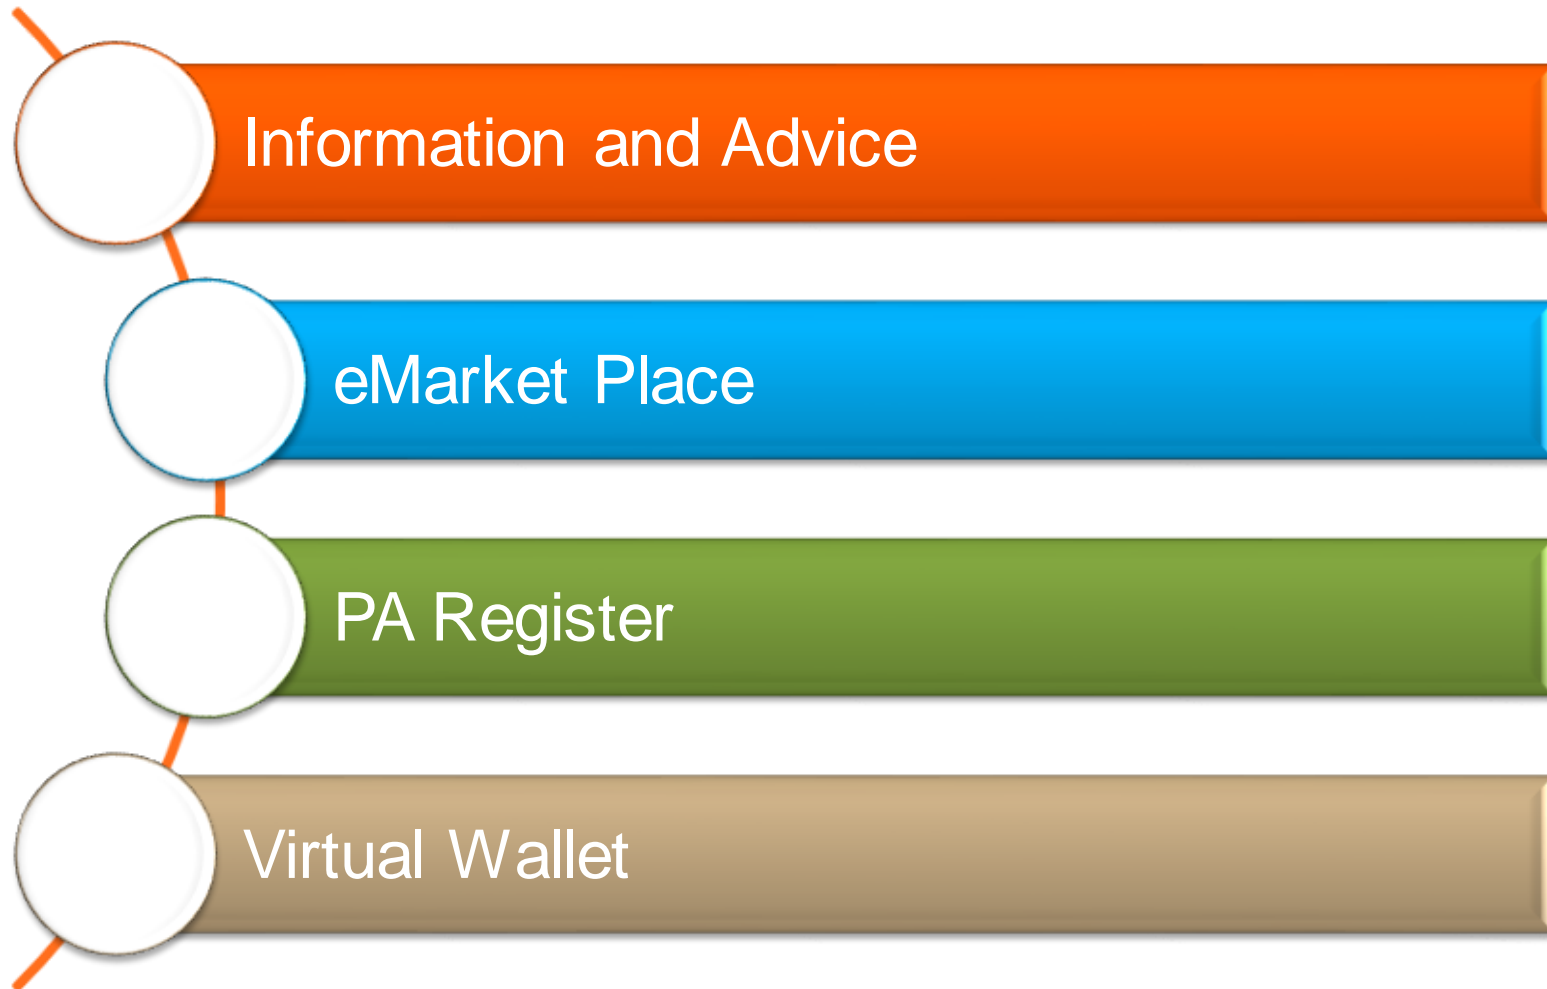 Information and Advice
eMarket Place
PA Register
Virtual Wallet